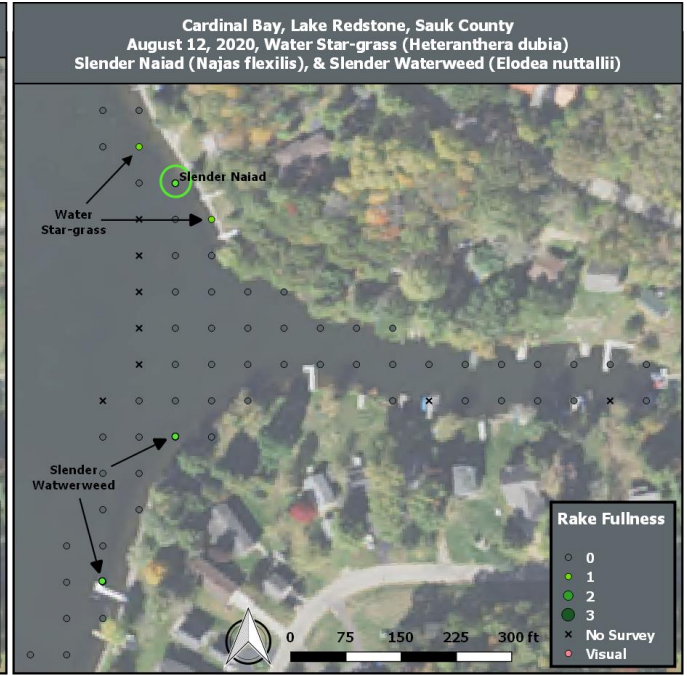 Cardinal Bay, Lake Redstone, Sauk County
August 12, 2020, Water Star-grass (Heteranthera dubia)
Slender Naiad (Najas flexilis), & Slender Waterweed (Elodea nuttallii)
Slender Naiad
Water
Star-grass
Slender
Watwerweed
Rake Fullness
0
1
2
3
No Survey
Visual
0 75 150 225 300 ft